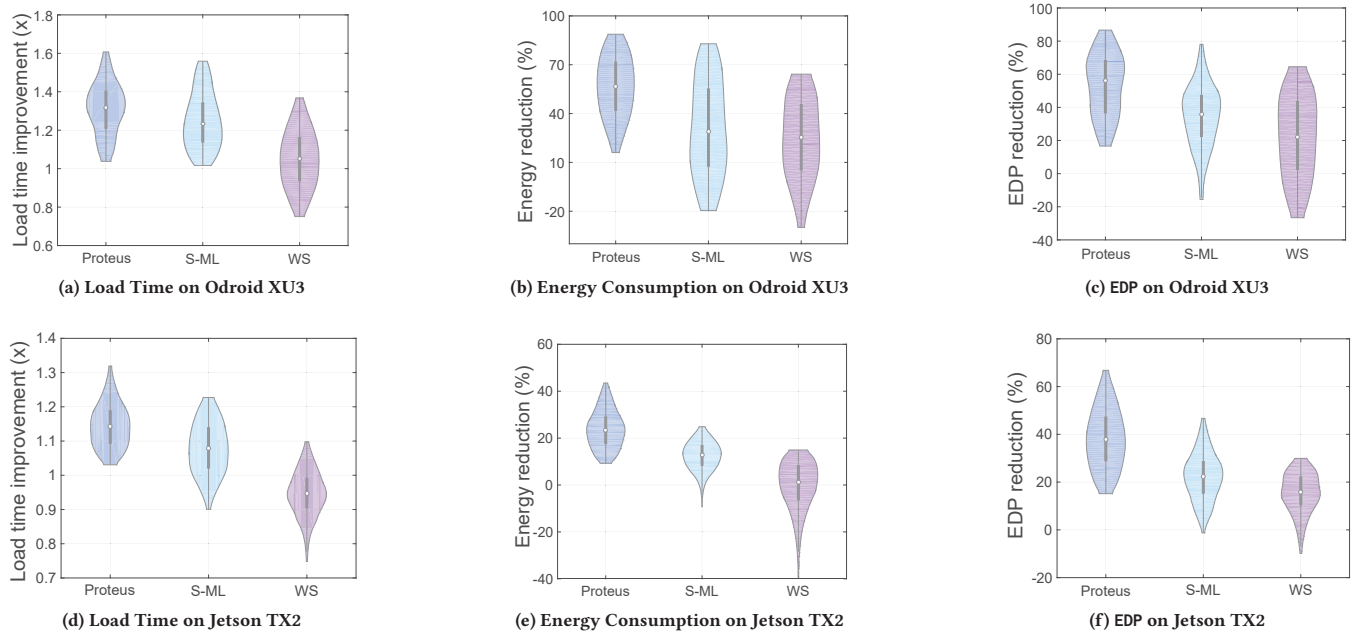 Load time improvement (x)
1.8
1.6
1.4
1.2
1
0.8
0.6
Proteus S-ML WS
(a) Load Time on Odroid XU3
Energy reduction (%)
100
70
40
10
-20
Proteus S-ML WS
(b) Energy Consumption on Odroid XU3
EDP reduction (%)
100
80
60
40
20
0
-20
-40
Proteus S-ML WS
(c) EDP on Odroid XU3
Load time improvement (x)
1.4
1.3
1.2
1.1
1
0.9
0.8
0.7
Proteus S-ML WS
(d) Load Time on Jetson TX2
Energy reduction (%)
60
40
20
0
-20
-40
Proteus S-ML WS
(e) Energy Consumption on Jetson TX2
EDP reduction (%)
80
60
40
20
0
-20
Proteus S-ML WS
(f) EDP on Jetson TX2